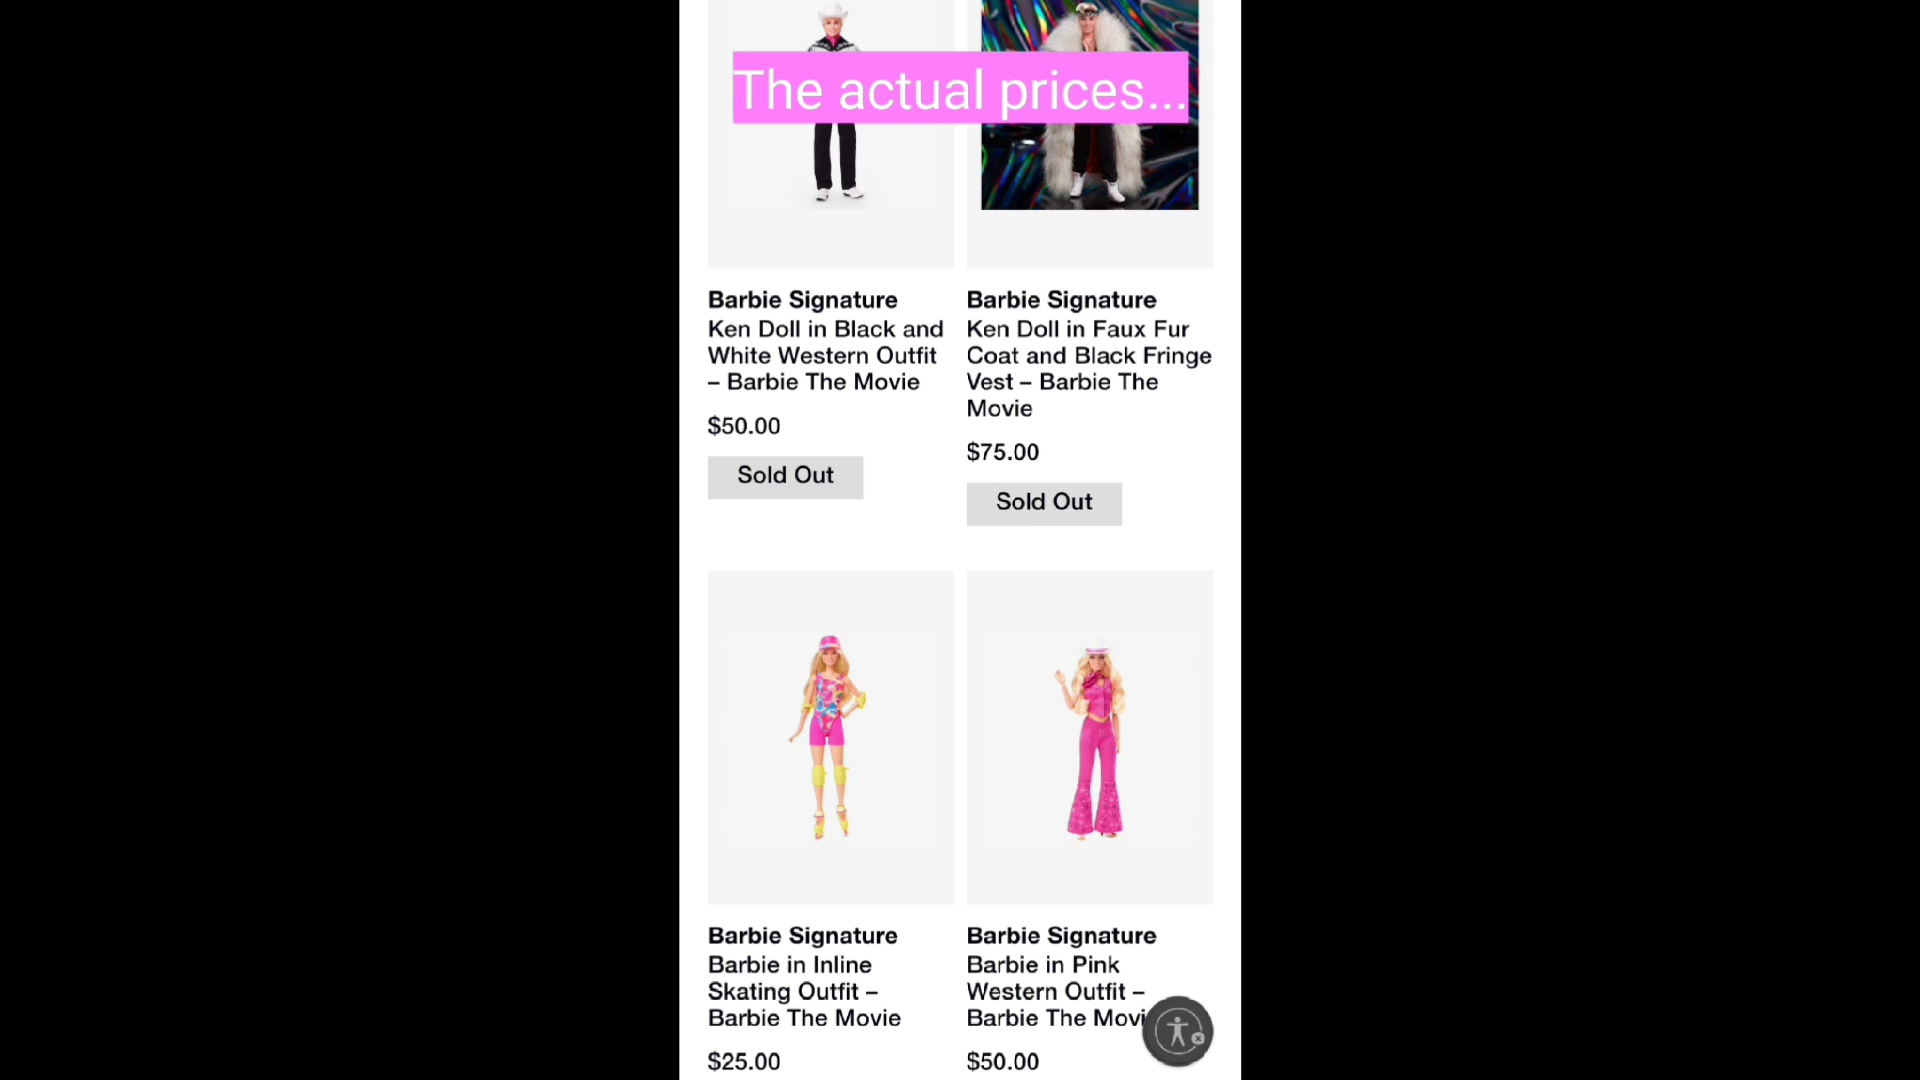 The actual prices...
Barbie Signature
Ken Doll in Black and
White Western Outfit
– Barbie The Movie
$50.00
Sold Out
Barbie Signature
Ken Doll in Faux Fur
Coat and Black Fringe
Vest – Barbie The
Movie
$75.00
Sold Out
Barbie Signature
Barbie in Inline
Skating Outfit –
Barbie The Movie
$25.00
Barbie Signature
Barbie in Pink
Western Outfit –
Barbie The Movi
$50.00